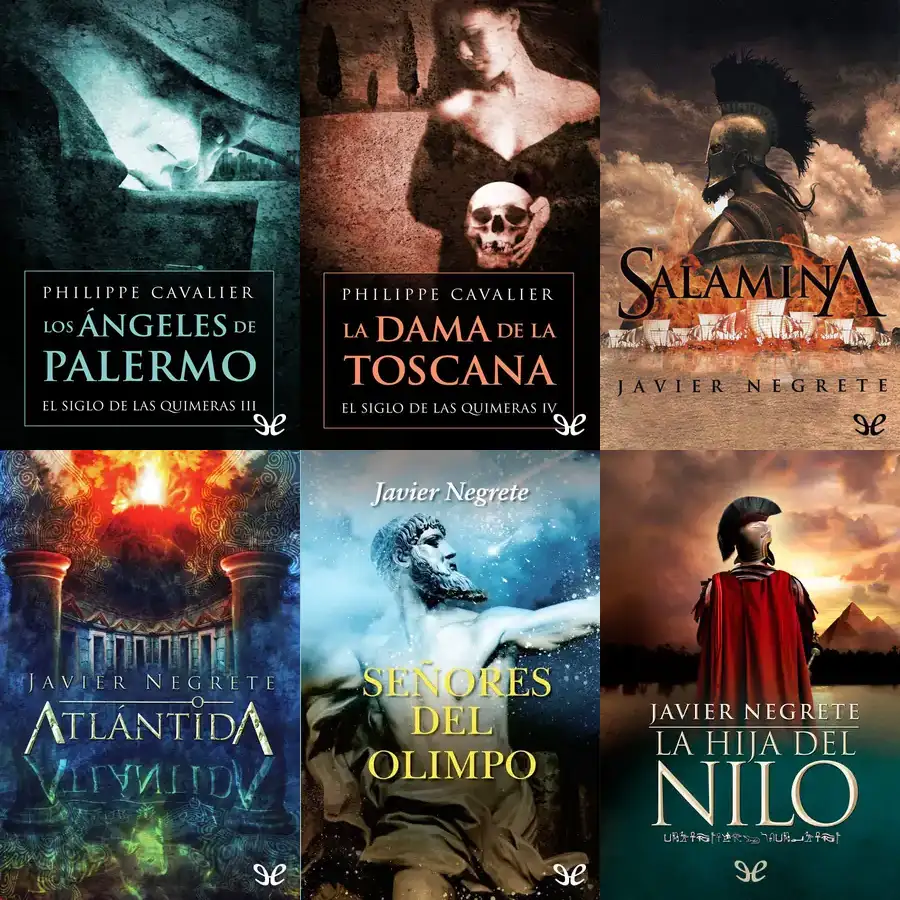 PHILIPPE CAVALIER
LOS ÁNGELES DE
PALERMO
EL SIGLO DE LAS QUIMERAS III
PHILIPPE CAVALIER
LA DAMA DE LA
TOSCANA
EL SIGLO DE LAS QUIMERAS IV
SALAMINA
JAVIER NEGRETE
JAVIER NEGRETE
ATLÁNTIDA
ATLÁNTIDA
Javier Negrete
SEÑORES
DEL
OLIMPO
JAVIER NEGRETE
LA HIJA DEL
NILO